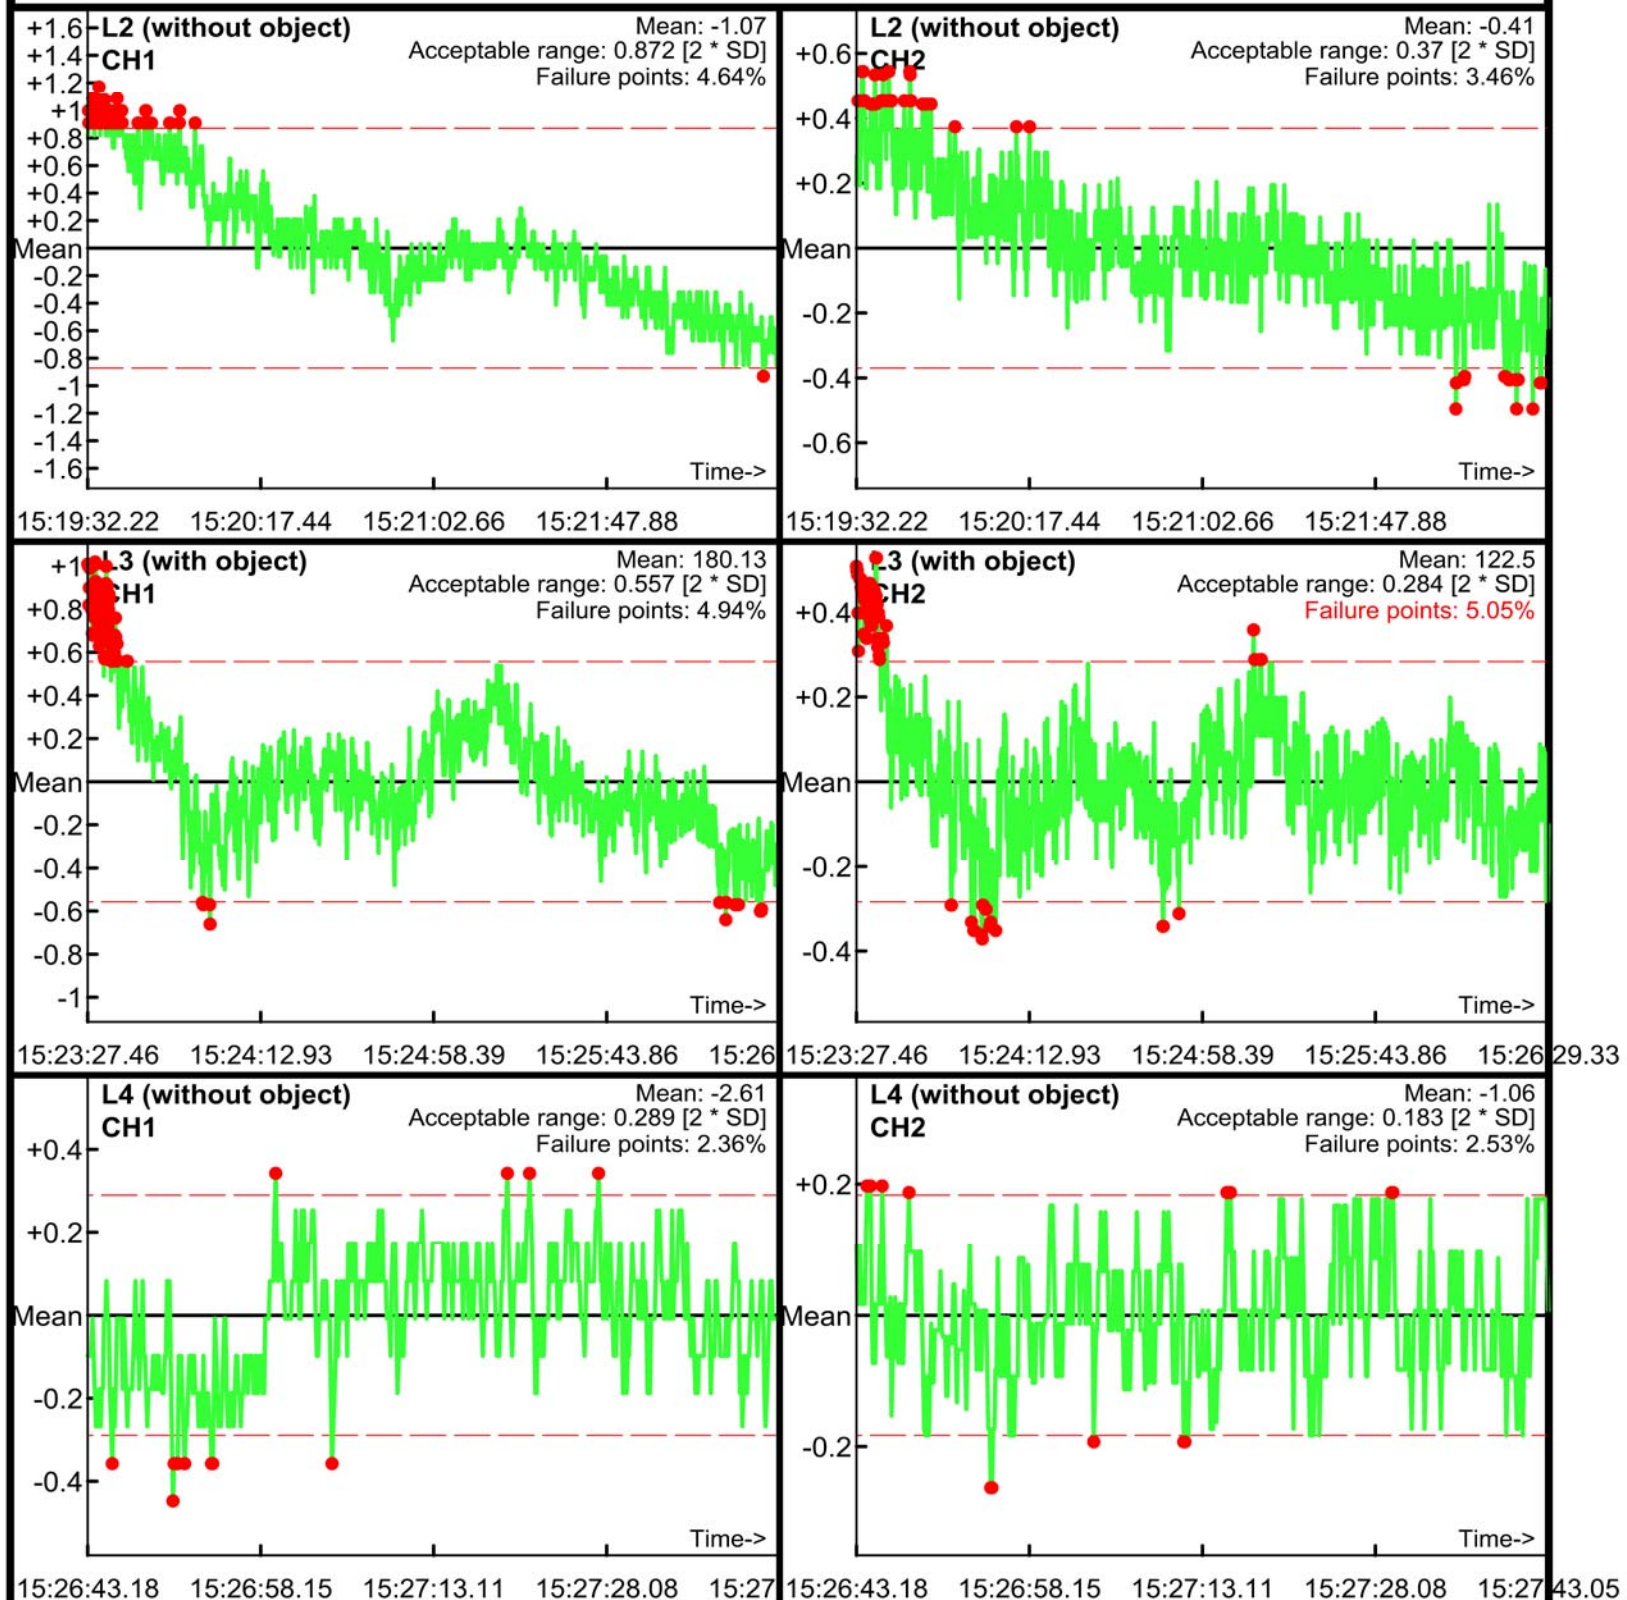 L2 (without object)
CH1
Mean: -1.07
Acceptable range: 0.872 [2 * SD]
Failure points: 4.64%
+1.6
+1.4
+1.2
+1
+0.8
+0.6
+0.4
+0.2
Mean
-0.2
-0.4
-0.6
-0.8
-1
-1.2
-1.4
-1.6
Time->
15:19:32.22 15:20:17.44 15:21:02.66 15:21:47.88
L2 (without object)
CH2
Mean: -0.41
Acceptable range: 0.37 [2 * SD]
Failure points: 3.46%
+0.6
+0.4
+0.2
Mean
-0.2
-0.4
-0.6
Time->
15:19:32.22 15:20:17.44 15:21:02.66 15:21:47.88
L3 (with object)
CH1
Mean: 180.13
Acceptable range: 0.557 [2 * SD]
Failure points: 4.94%
+1
+0.8
+0.6
+0.4
+0.2
Mean
-0.2
-0.4
-0.6
-0.8
-1
Time->
15:23:27.46 15:24:12.93 15:24:58.39 15:25:43.86 15:26
L3 (with object)
CH2
Mean: 122.5
Acceptable range: 0.284 [2 * SD]
Failure points: 5.05%
+0.4
+0.2
Mean
-0.2
-0.4
Time->
15:23:27.46 15:24:12.93 15:24:58.39 15:25:43.86 15:26:29.33
L4 (without object)
CH1
Mean: -2.61
Acceptable range: 0.289 [2 * SD]
Failure points: 2.36%
+0.4
+0.2
Mean
-0.2
-0.4
Time->
15:26:43.18 15:26:58.15 15:27:13.11 15:27:28.08 15:27
L4 (without object)
CH2
Mean: -1.06
Acceptable range: 0.183 [2 * SD]
Failure points: 2.53%
+0.2
Mean
-0.2
Time->
15:26:43.18 15:26:58.15 15:27:13.11 15:27:28.08 15:27:43.05